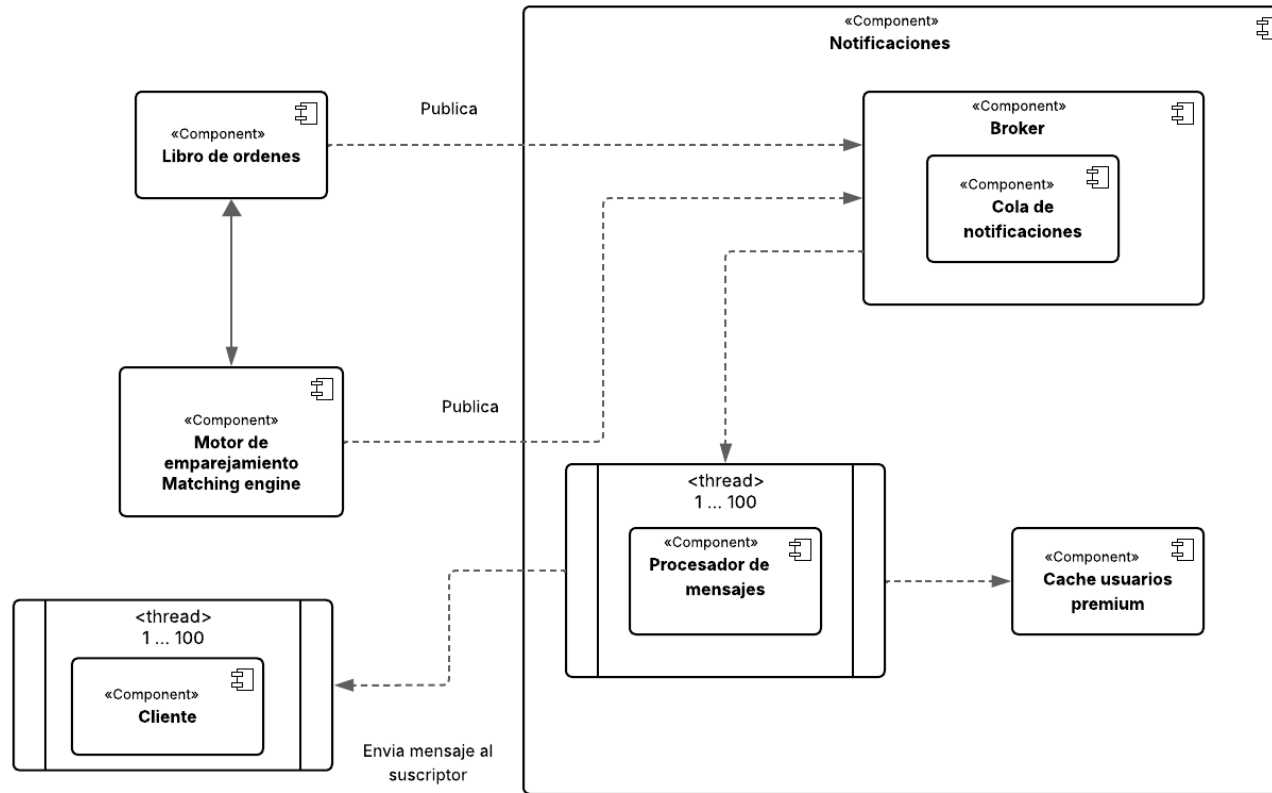 «Component»
Notificaciones
«Component»
Libro de ordenes
Publica
«Component»
Broker
«Component»
Cola de
notificaciones
«Component»
Motor de
emparejamiento
Matching engine
Publica
<thread>
1 ... 100
«Component»
Procesador de
mensajes
«Component»
Cache usuarios
premium
<thread>
1 ... 100
«Component»
Cliente
Envia mensaje al
suscriptor